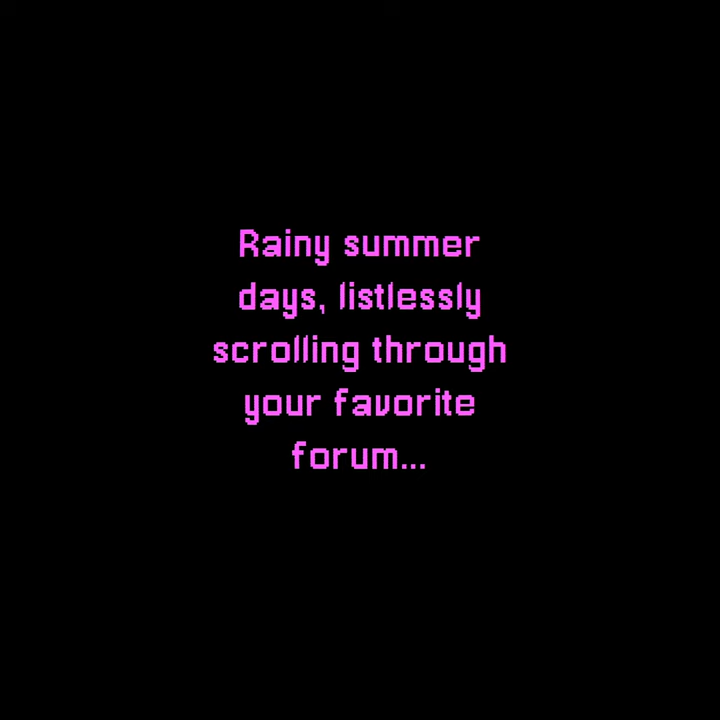 Rainy summer
days, listlessly
scrolling through
your favorite
forum...